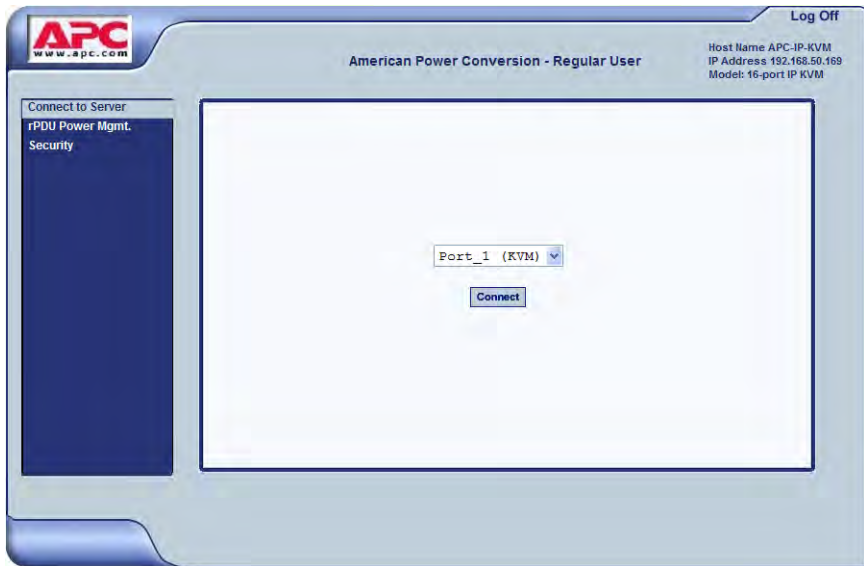 Log Off
APC
www.apc.com
American Power Conversion - Regular User
Host Name APC-IP-KVM
IP Address 192.168.50.169
Model: 16-port IP KVM
Connect to Server
rPDU Power Mgmt.
Security
Port_1 (KVM)
Connect